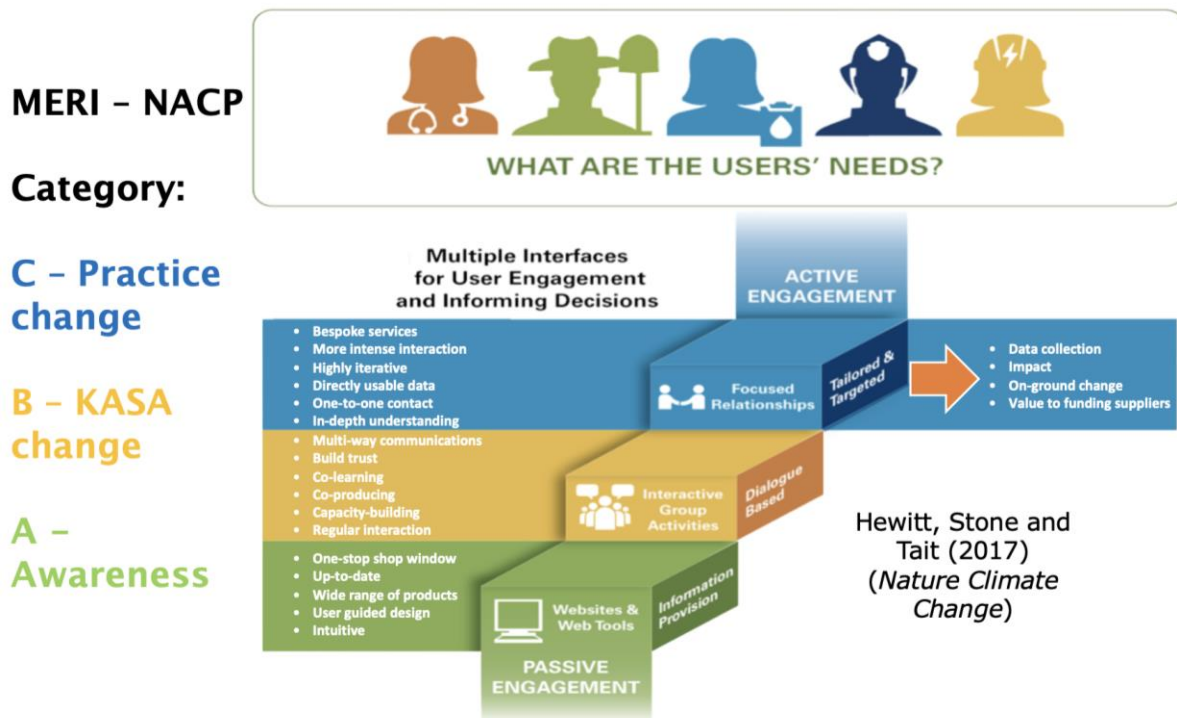 WHAT ARE THE USERS' NEEDS?
MERI – NACP
Category:
C – Practice
change
B – KASA
change
A –
Awareness
Multiple Interfaces
for User Engagement
and Informing Decisions
ACTIVE
ENGAGEMENT
• Bespoke services
• More intense interaction
• Highly iterative
• Directly usable data
• One-to-one contact
• In-depth understanding
Focused
Relationships
Tailored &
Targeted
• Data collection
• Impact
• On-ground change
• Value to funding suppliers
• Multi-way communications
• Build trust
• Co-learning
• Co-producing
• Capacity-building
• Regular interaction
Interactive
Group
Activities
Dialogue
Based
• One-stop shop window
• Up-to-date
• Wide range of products
• User guided design
• Intuitive
Websites &
Web Tools
Information
Provision
PASSIVE
ENGAGEMENT
Hewitt, Stone and
Tait (2017)
(Nature Climate
Change)